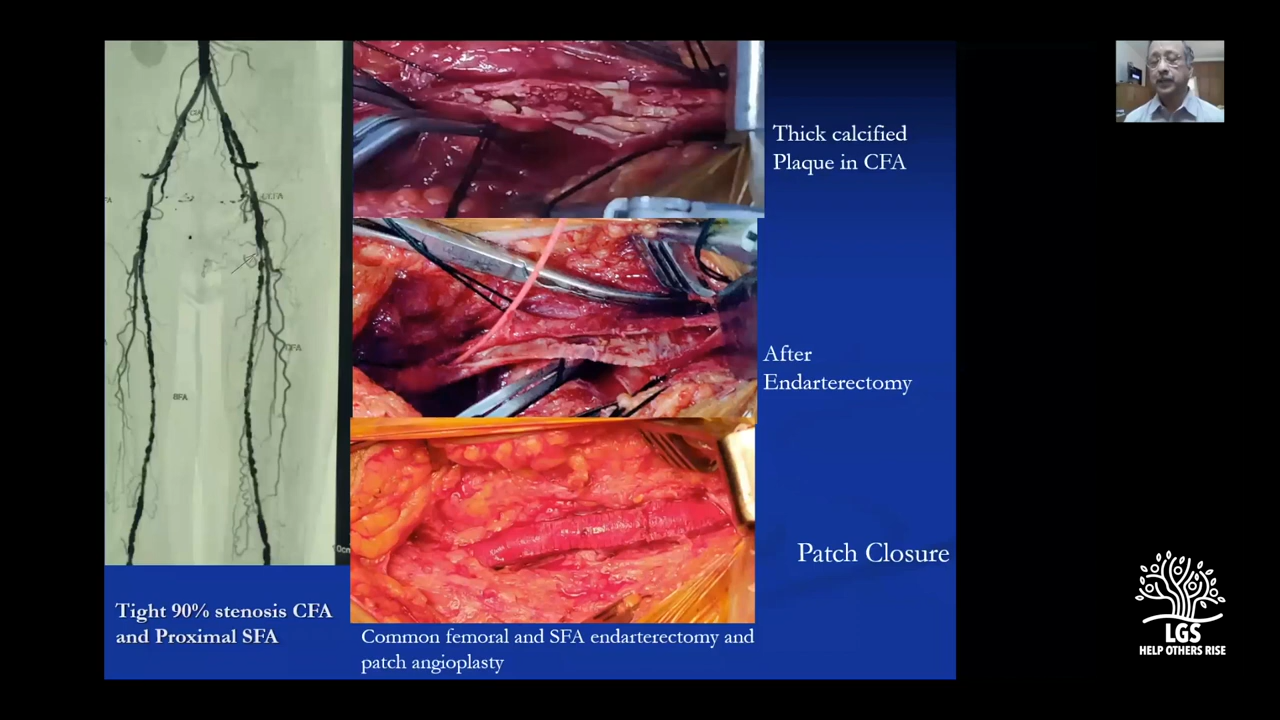 Thick calcified
Plaque in CFA
After
Endarterectomy
Patch Closure
Tight 90% stenosis CFA
and Proximal SFA
Common femoral and SFA endarterectomy and
patch angioplasty
LGS
HELP OTHERS RISE